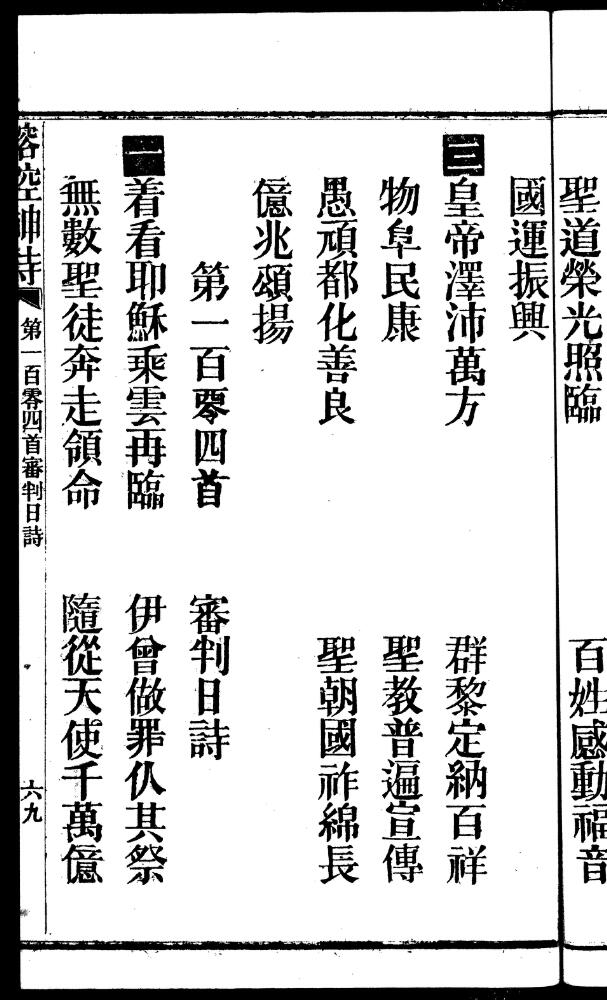 聖道榮光照臨　百姓感動福音
國運振興
三 皇帝澤沛萬方　群黎定納百祥
物阜民康　聖教普遍宣傳
愚頑都化善良　聖朝國祚綿長
億兆頌揚
第一百零四首　審判日詩
一 着看耶穌乘雲再臨　伊曾做罪仇其祭
無數聖徒奔走領命　隨從天使千萬億
榕腔神詩　第一百零四首審判日詩　六九